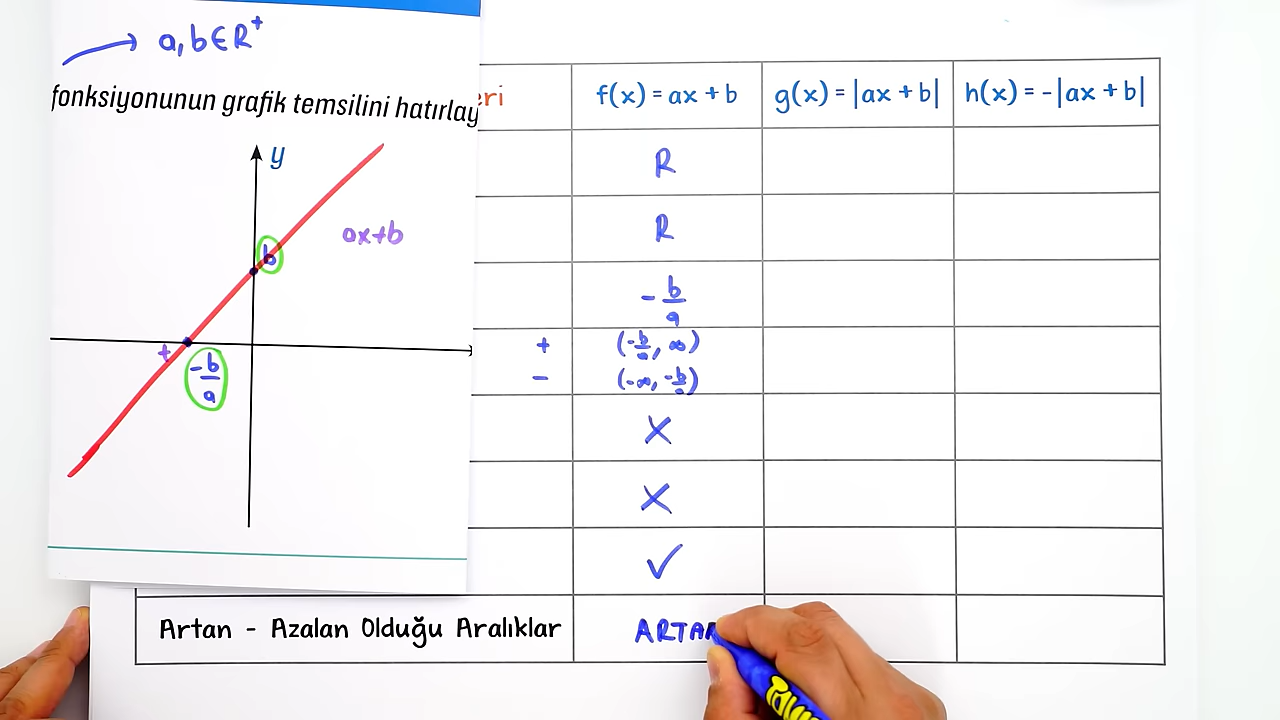 a, b ∈ R⁺
fonksiyonunun grafik temsilini hatırlay
y
ax+b
b
+
-b/a
eri
f(x) = ax + b
g(x) = |ax + b|
h(x) = -|ax + b|
R
R
-b/a
+ (-b/a, ∞)
- (-∞, -b/a)
X
X
✓
Artan - Azalan Olduğu Aralıklar
ARTA